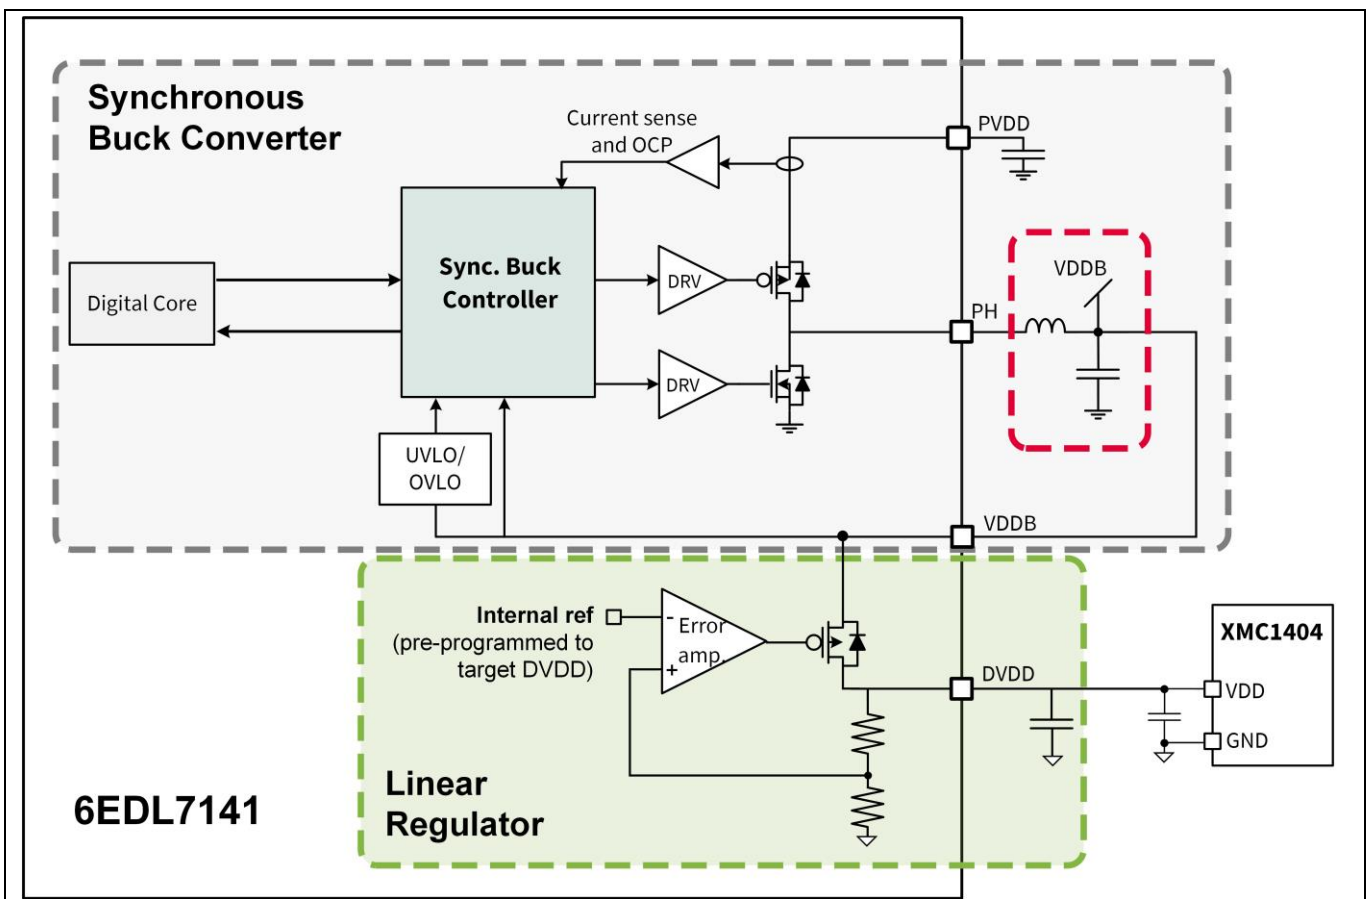 Synchronous
Buck Converter
Current sense
and OCP
PVDD
Digital Core
Sync. Buck
Controller
DRV
VDDB
PH
DRV
UVLO/
OVLO
VDDB
Internal ref
(pre-programmed to
target DVDD)
-
Error
amp.
+
XMC1404
DVDD
VDD
GND
Linear
Regulator
6EDL7141